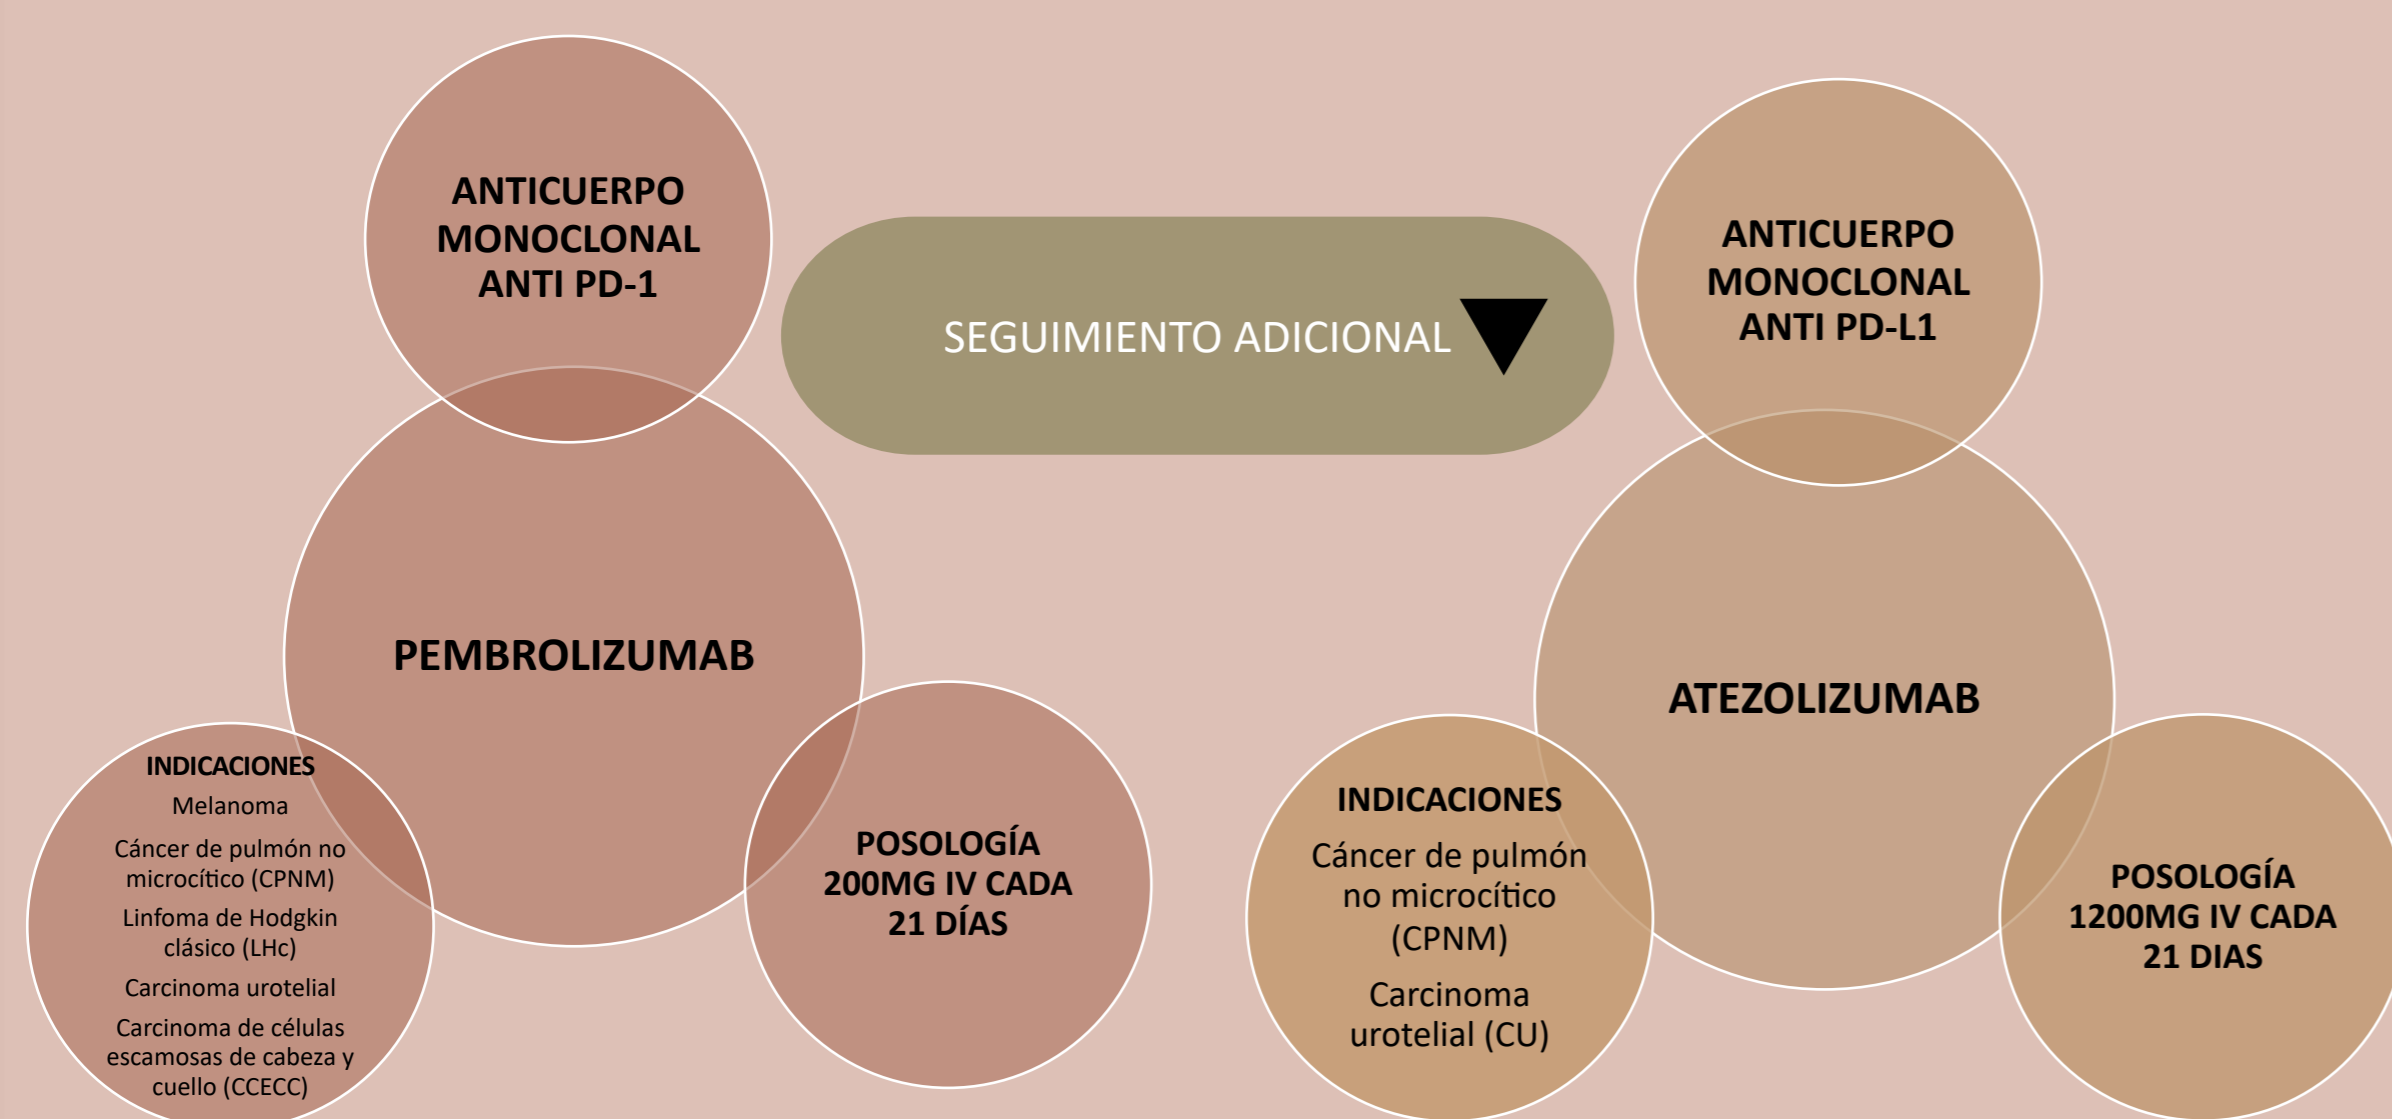 ANTICUERPO
MONOCLONAL
ANTI PD-1
PEMBROLIZUMAB
INDICACIONES
Melanoma
Cáncer de pulmón no
microcítico (CPNM)
Linfoma de Hodgkin
clásico (LHc)
Carcinoma urotelial
Carcinoma de células
escamosas de cabeza y
cuello (CCECC)
POSOLOGÍA
200MG IV CADA
21 DÍAS
SEGUIMIENTO ADICIONAL
ANTICUERPO
MONOCLONAL
ANTI PD-L1
ATEZOLIZUMAB
INDICACIONES
Cáncer de pulmón
no microcítico
(CPNM)
Carcinoma
urotelial (CU)
POSOLOGÍA
1200MG IV CADA
21 DIAS